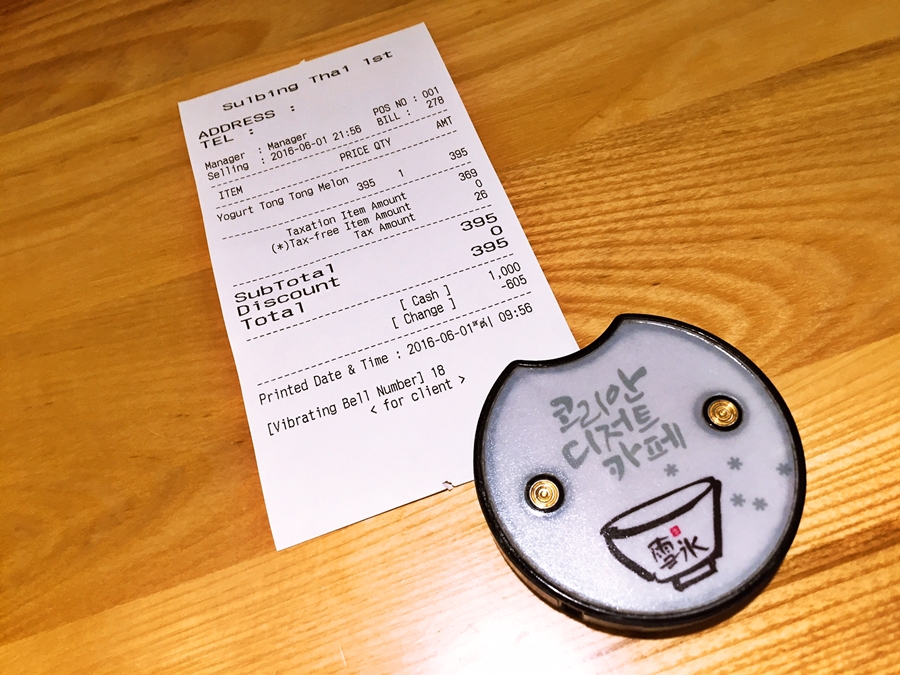 Sulbing Thai 1st
ADDRESS :
TEL :
Manager : Manager POS NO : 001
Selling : 2016-06-01 21:56 BILL : 278
ITEM PRICE QTY AMT
Yogurt Tong Tong Melon
395 1 395
Taxation Item Amount 369
(*)Tax-free Item Amount 0
Tax Amount 26
SubTotal 395
Discount 0
Total 395
[ Cash ] 1,000
[ Change ] -605
Printed Date & Time : 2016-06-01 09:56
[Vibrating Bell Number] 18
< for client >
코리안
디저트
카페
雪氷